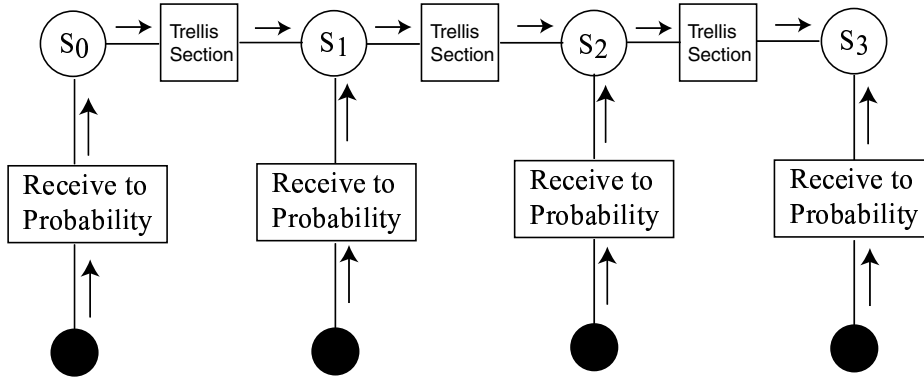 S0
Trellis
Section
S1
Trellis
Section
S2
Trellis
Section
S3
Receive to
Probability
Receive to
Probability
Receive to
Probability
Receive to
Probability